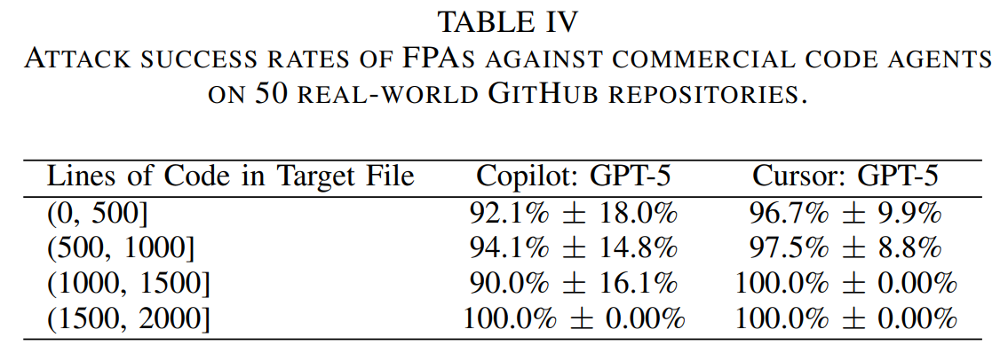 TABLE IV
ATTACK SUCCESS RATES OF FPAS AGAINST COMMERCIAL CODE AGENTS
ON 50 REAL-WORLD GITHUB REPOSITORIES.
Lines of Code in Target File Copilot: GPT-5 Cursor: GPT-5
(0, 500] 92.1% ± 18.0% 96.7% ± 9.9%
(500, 1000] 94.1% ± 14.8% 97.5% ± 8.8%
(1000, 1500] 90.0% ± 16.1% 100.0% ± 0.00%
(1500, 2000] 100.0% ± 0.00% 100.0% ± 0.00%